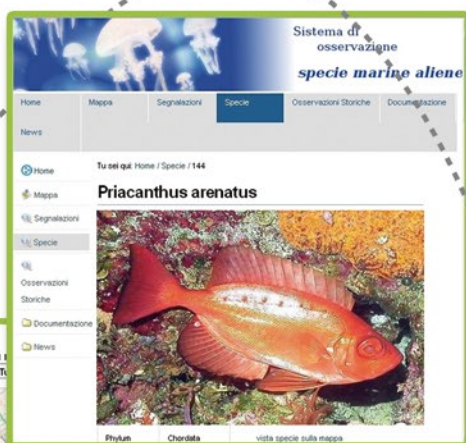 Sistema di
osservazione
specie marine aliene
Home Mappa Segnalazioni Specie Osservazioni Storiche Documentazione
News
Tu sei qui: Home / Specie / 144
Priacanthus arenatus
Home
Mappa
Segnalazioni
Specie
Osservazioni
Storiche
Documentazione
News
Phylum Chordata vista specie sulla mappa